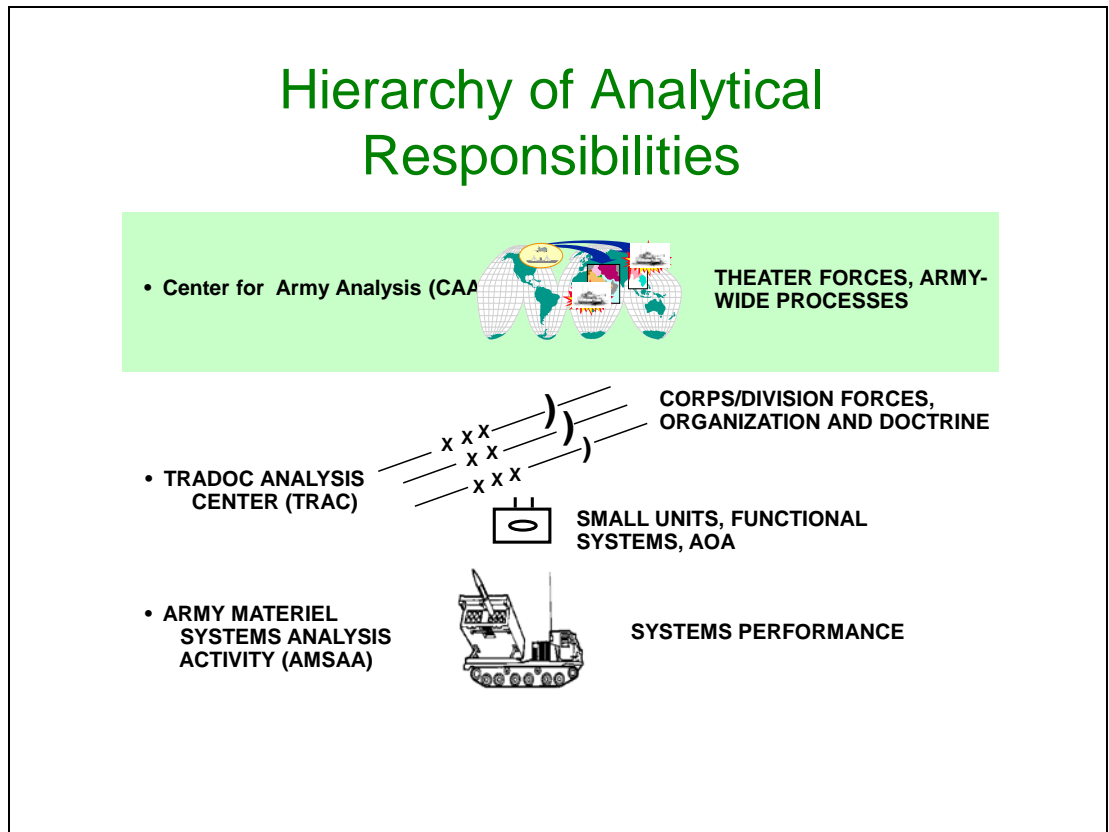 Hierarchy of Analytical
Responsibilities
• Center for Army Analysis (CAA
THEATER FORCES, ARMY-
WIDE PROCESSES
CORPS/DIVISION FORCES,
ORGANIZATION AND DOCTRINE
X X X
X X
X X X
• TRADOC ANALYSIS
CENTER (TRAC)
SMALL UNITS, FUNCTIONAL
SYSTEMS, AOA
• ARMY MATERIEL
SYSTEMS ANALYSIS
ACTIVITY (AMSAA)
SYSTEMS PERFORMANCE